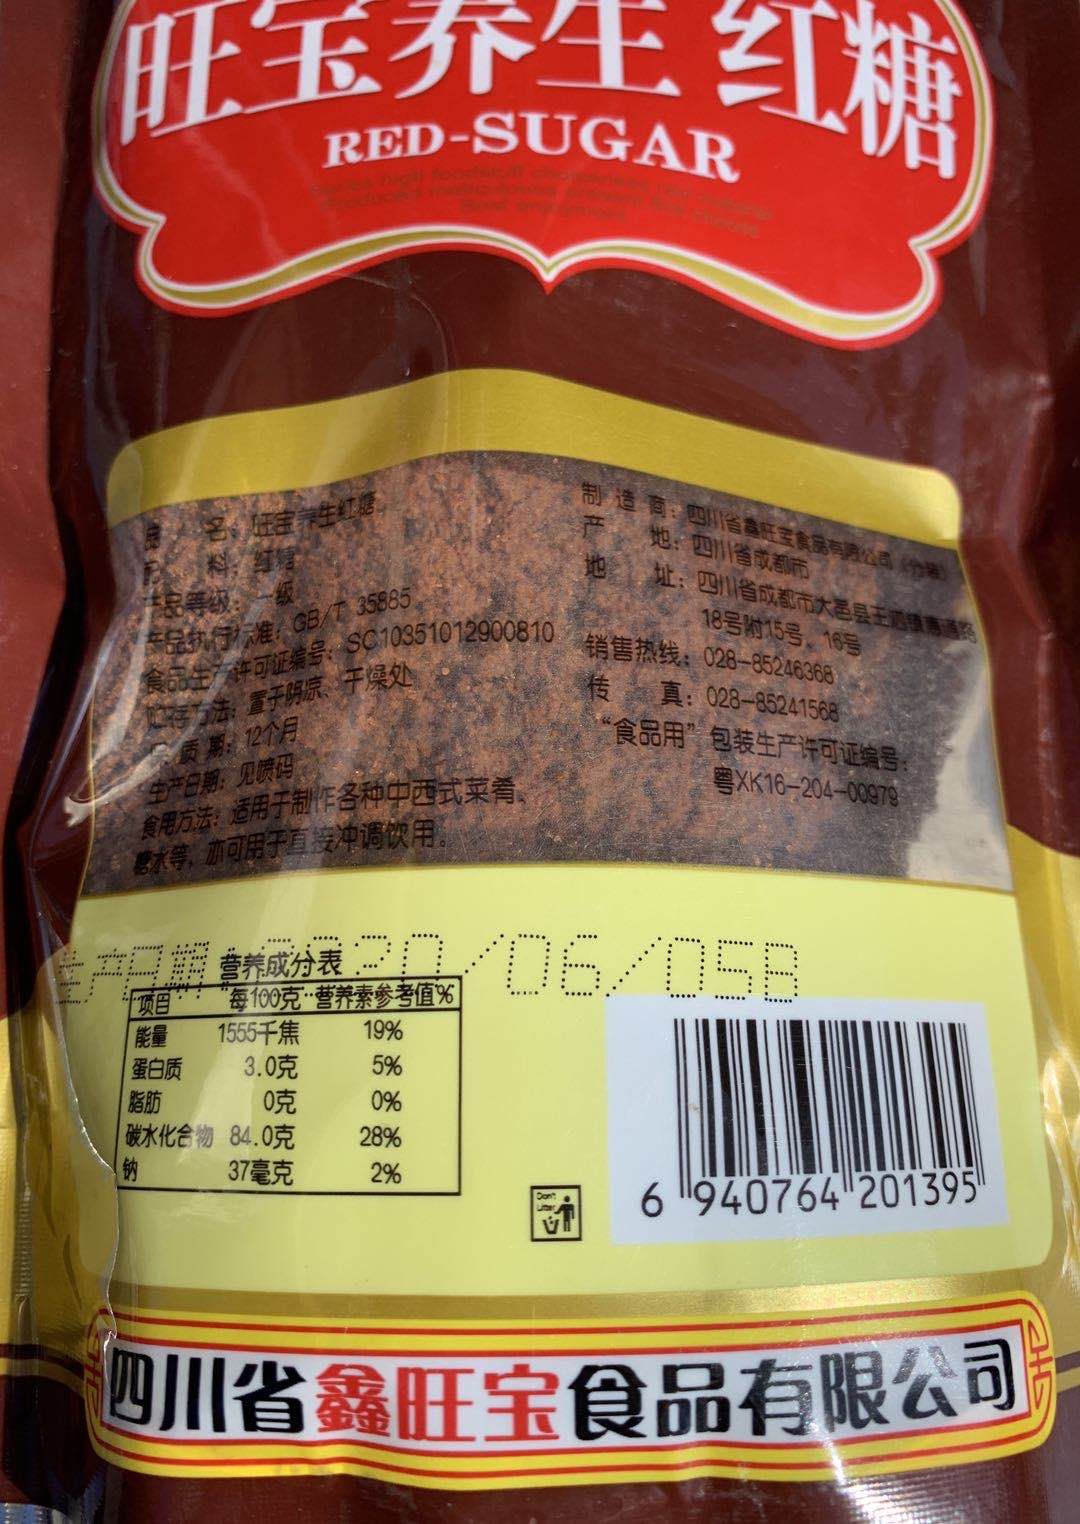 旺宝养生红糖
RED-SUGAR
品 名：旺宝养生红糖
配 料：红糖
产品等级：一级
产品执行标准：GB/T 35885
食品生产许可证编号：SC10351012900810
贮存方法：置于阴凉、干燥处
保 质 期：12个月
生产日期：见喷码
食用方法：适用于制作各种中西式菜肴、
糖水等，亦可用于直接冲调饮用。
制 造 商：四川省鑫旺宝食品有限公司（分装）
产 地：四川省成都市
地 址：四川省成都市大邑县王泗镇惠通路
18号附15号、16号
销售热线：028-85246368
传 真：028-85241568
“食品用”包装生产许可证编号：
粤XK16-204-00979
生产日期：2020/06/05B
营养成分表
项目 每100克 营养素参考值%
能量 1555千焦 19%
蛋白质 3.0克 5%
脂肪 0克 0%
碳水化合物 84.0克 28%
钠 37毫克 2%
Don't
Litter
6 940764 201395
四川省鑫旺宝食品有限公司